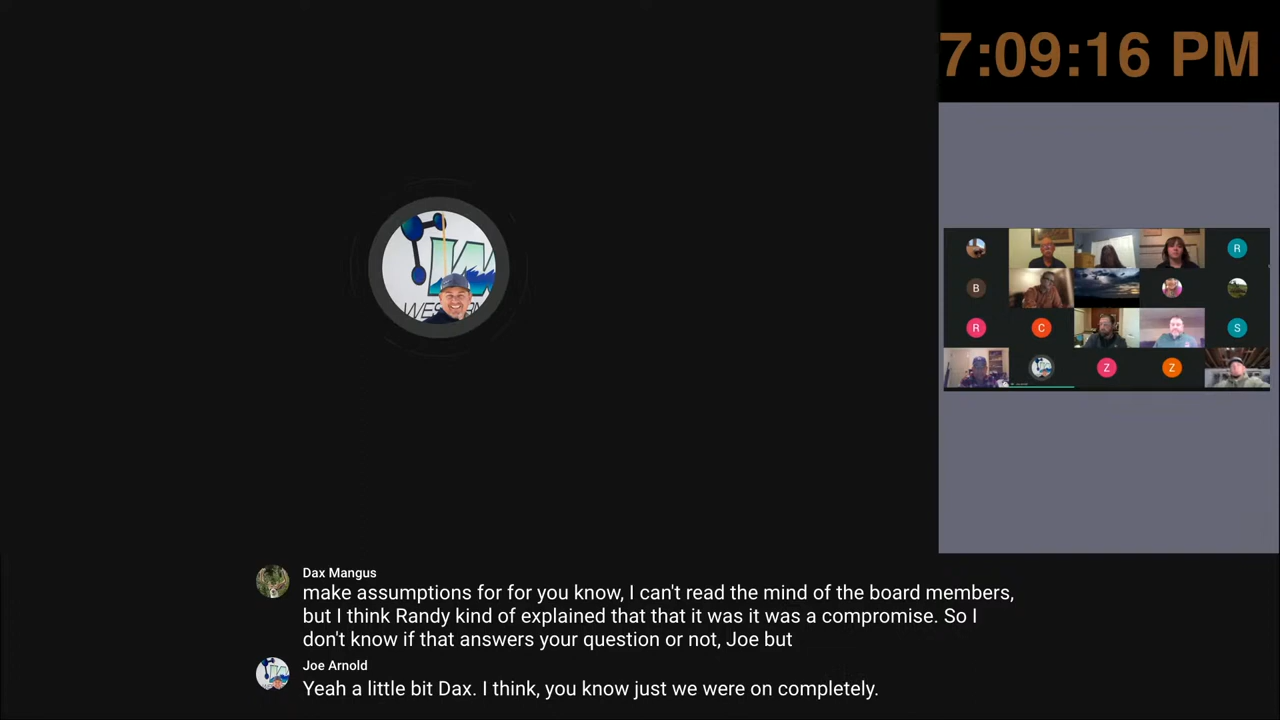 7:09:16 PM
W
WES
R
B
R
C
S
Z
Z
Dax Mangus
make assumptions for for you know, I can't read the mind of the board members,
but I think Randy kind of explained that that it was it was a compromise. So I
don't know if that answers your question or not, Joe but
Joe Arnold
Yeah a little bit Dax. I think, you know just we were on completely.